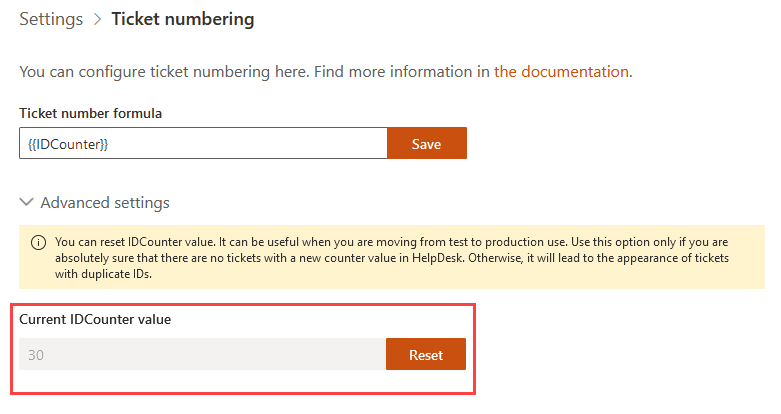 Settings > Ticket numbering
You can configure ticket numbering here. Find more information in the documentation.
Ticket number formula
{{IDCounter}} Save
Advanced settings
You can reset IDCounter value. It can be useful when you are moving from test to production use. Use this option only if you are
absolutely sure that there are no tickets with a new counter value in HelpDesk. Otherwise, it will lead to the appearance of tickets
with duplicate IDs.
Current IDCounter value
30 Reset